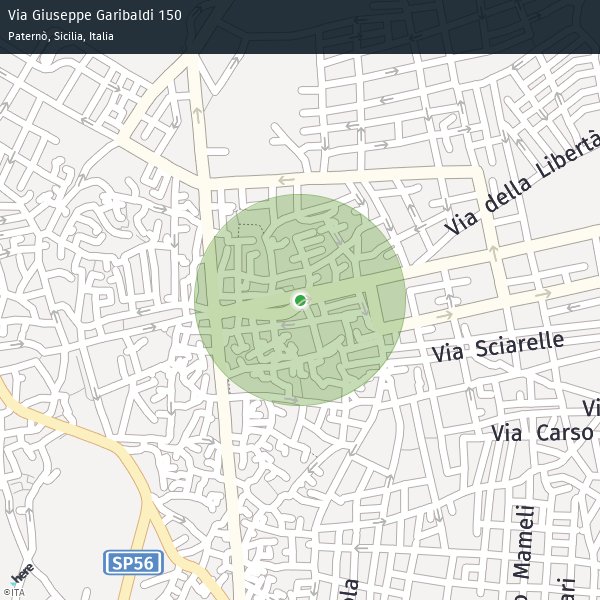 Via Giuseppe Garibaldi 150
Paternò, Sicilia, Italia
Via della Libertà
Via Sciarelle
Vi
Via Carso
o Mameli
SP56
ola
ari
here
©ITA